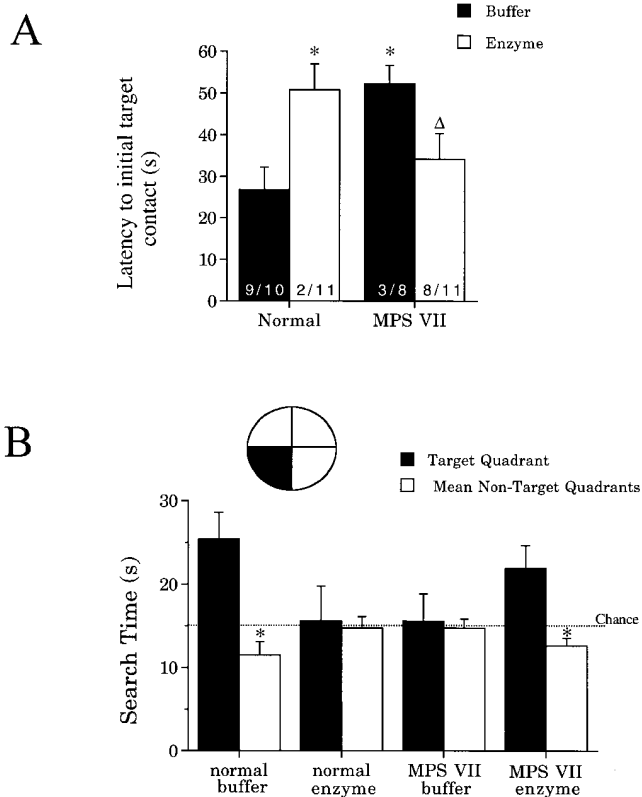 A
Buffer
Enzyme
Latency to initial target
contact (s)
60
50
40
30
20
10
0
*
*
Δ
9/10
2/11
3/8
8/11
Normal
MPS VII
B
Target Quadrant
Mean Non-Target Quadrants
Search Time (s)
30
20
10
0
Chance
*
*
normal
buffer
normal
enzyme
MPS VII
buffer
MPS VII
enzyme